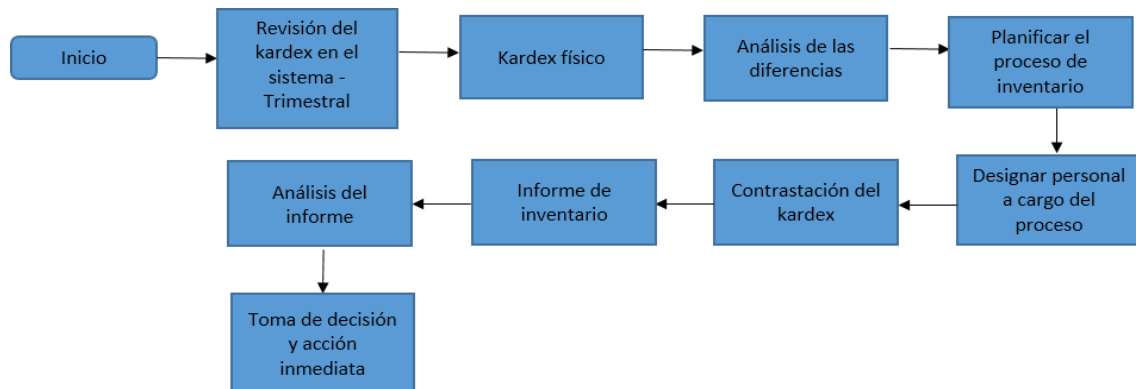 Inicio
Revisión del
kardex en el
sistema -
Trimestral
Kardex físico
Análisis de las
diferencias
Planificar el
proceso de
inventario
Designar personal
a cargo del
proceso
Contrastación del
kardex
Informe de
inventario
Análisis del
informe
Toma de decisión
y acción
inmediata